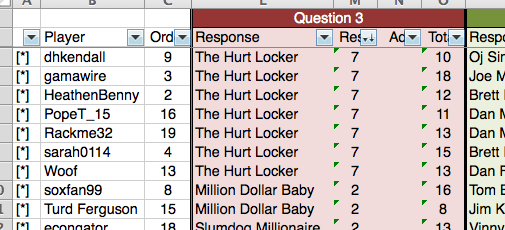 B C L M N O
Question 3
Player Ord Response Res Ad Tot Resp
[*] dhkendall 9 The Hurt Locker 7 10 Oj Sir
[*] gamawire 3 The Hurt Locker 7 18 Joe M
[*] HeathenBenny 2 The Hurt Locker 7 12 Brett
[*] PopeT_15 16 The Hurt Locker 7 11 Dan M
[*] Rackme32 19 The Hurt Locker 7 13 Dan M
[*] sarah0114 4 The Hurt Locker 7 15 Brett
[*] Woof 13 The Hurt Locker 7 13 Dan F
[*] soxfan99 8 Million Dollar Baby 2 16 Tom B
[*] Turd Ferguson 15 Million Dollar Baby 2 8 Jim K
[*] econgator 18 Slumdog Millionaire 2 13 Vinny